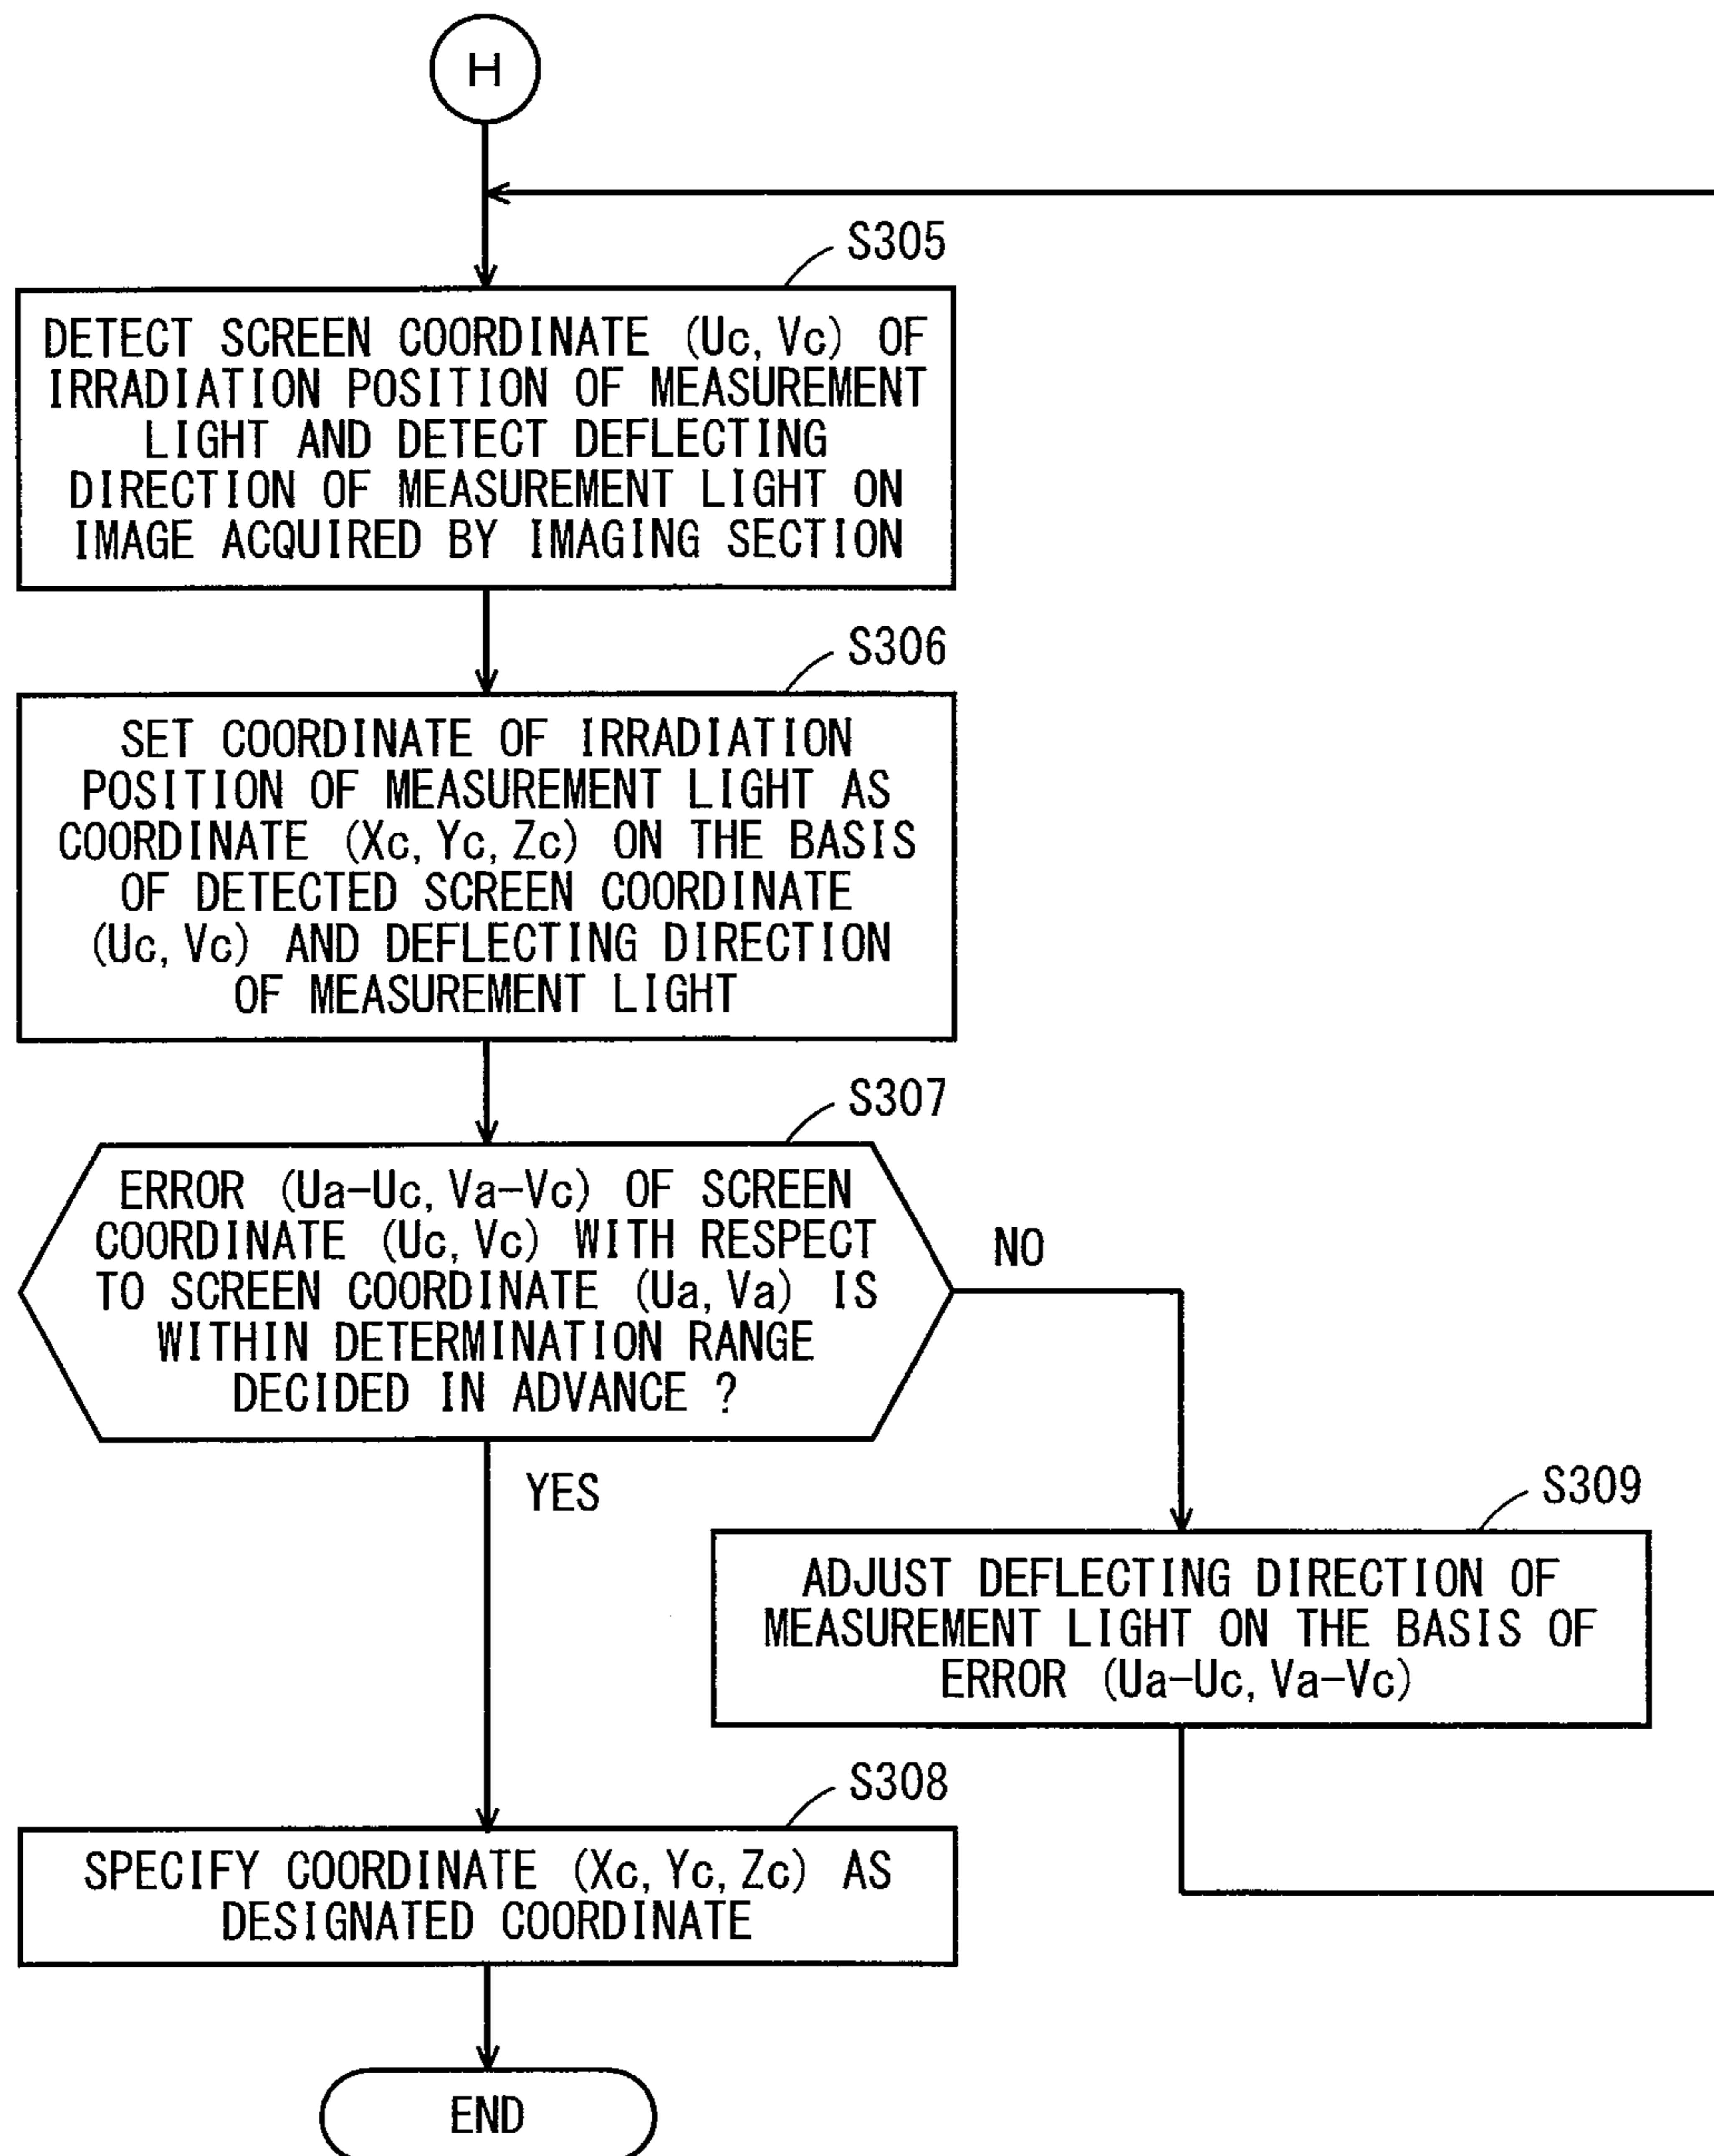 H
S305
DETECT SCREEN COORDINATE (Uc, Vc) OF
IRRADIATION POSITION OF MEASUREMENT
LIGHT AND DETECT DEFLECTING
DIRECTION OF MEASUREMENT LIGHT ON
IMAGE ACQUIRED BY IMAGING SECTION
S306
SET COORDINATE OF IRRADIATION
POSITION OF MEASUREMENT LIGHT AS
COORDINATE (Xc, Yc, Zc) ON THE BASIS
OF DETECTED SCREEN COORDINATE
(Uc, Vc) AND DEFLECTING DIRECTION
OF MEASUREMENT LIGHT
S307
ERROR (Ua-Uc, Va-Vc) OF SCREEN
COORDINATE (Uc, Vc) WITH RESPECT
TO SCREEN COORDINATE (Ua, Va) IS
WITHIN DETERMINATION RANGE
DECIDED IN ADVANCE ?
NO
YES
S309
ADJUST DEFLECTING DIRECTION OF
MEASUREMENT LIGHT ON THE BASIS OF
ERROR (Ua-Uc, Va-Vc)
S308
SPECIFY COORDINATE (Xc, Yc, Zc) AS
DESIGNATED COORDINATE
END